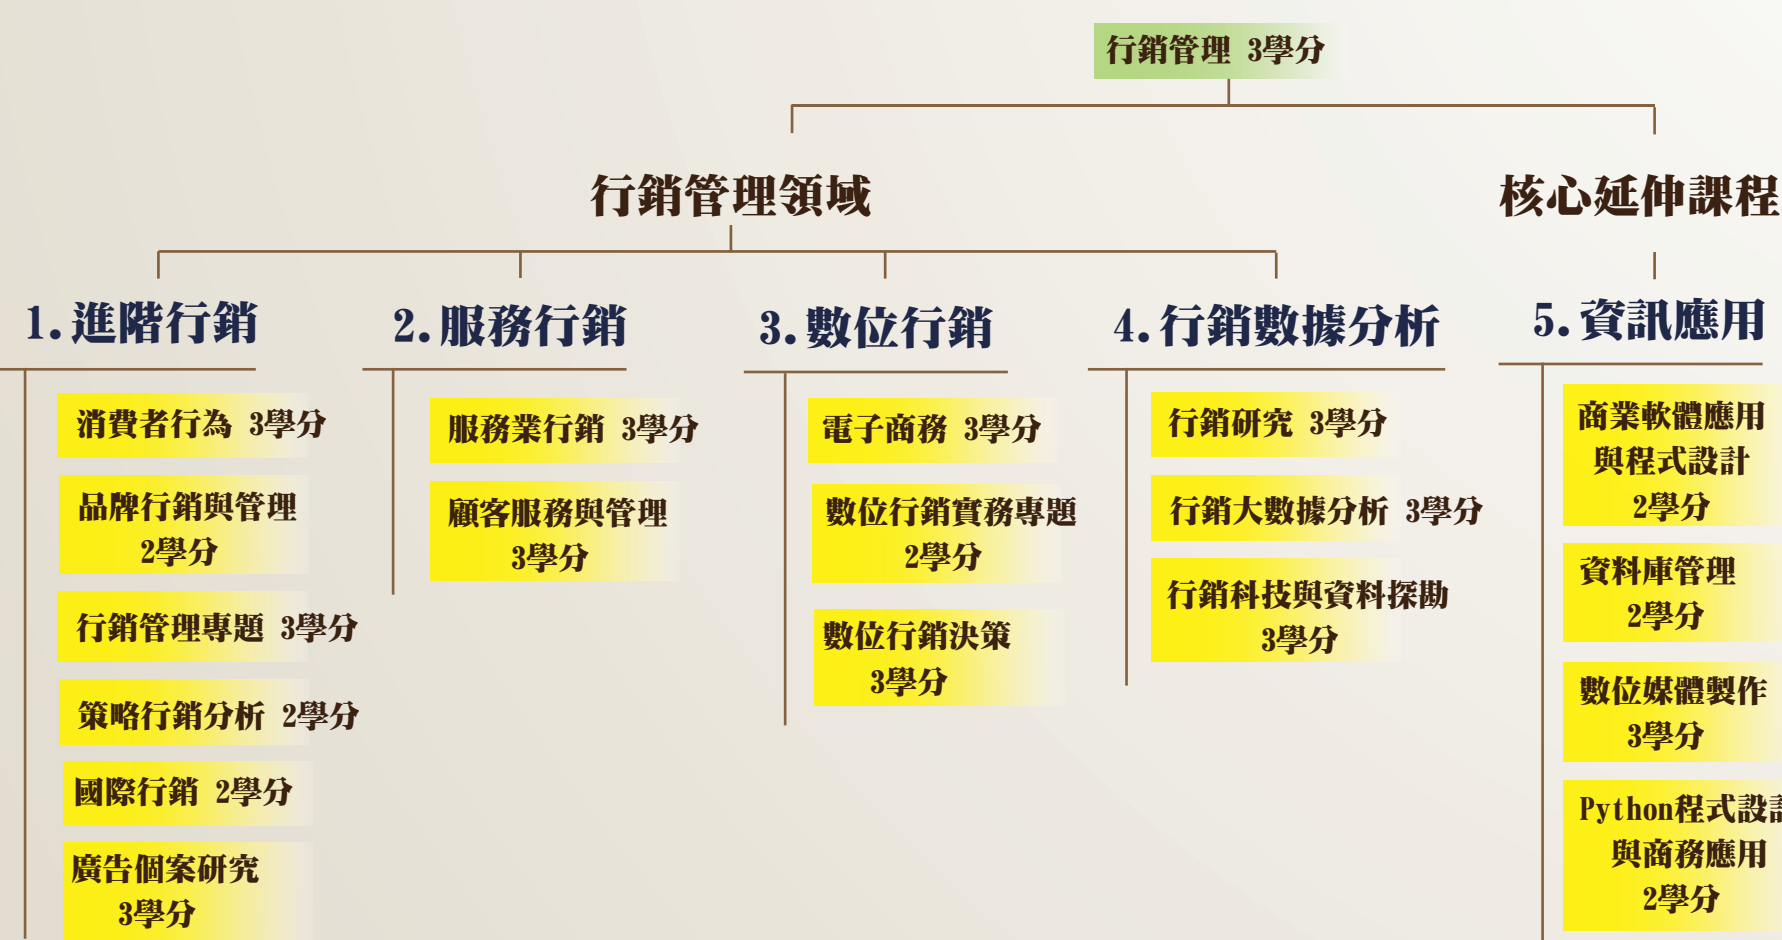 行銷管理 3學分
行銷管理領域
核心延伸課程
1.進階行銷
消費者行為 3學分
品牌行銷與管理
2學分
行銷管理專題 3學分
策略行銷分析 2學分
國際行銷 2學分
廣告個案研究
3學分
2.服務行銷
服務業行銷 3學分
顧客服務與管理
3學分
3.數位行銷
電子商務 3學分
數位行銷實務專題
2學分
數位行銷決策
3學分
4.行銷數據分析
行銷研究 3學分
行銷大數據分析 3學分
行銷科技與資料探勘
3學分
5.資訊應用
商業軟體應用
與程式設計
2學分
資料庫管理
2學分
數位媒體製作
3學分
Python程式設計
與商務應用
2學分